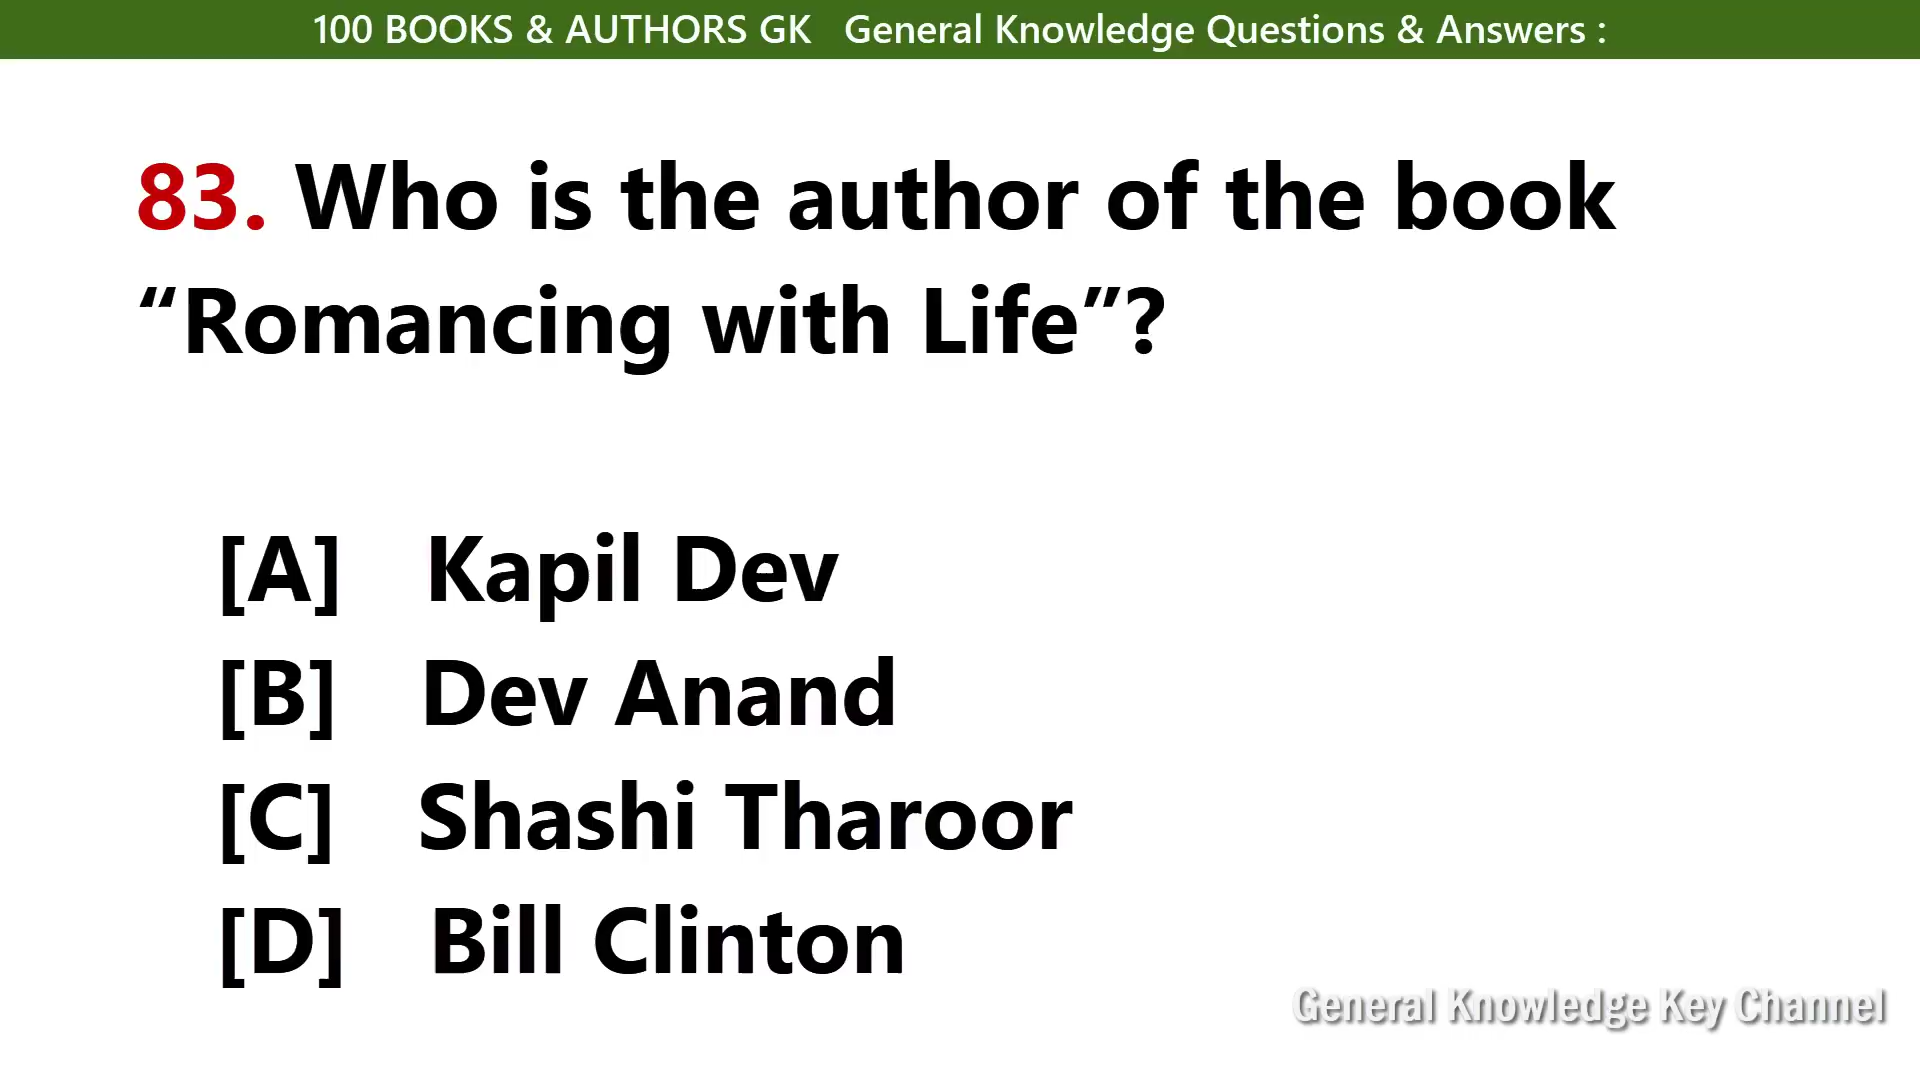 100 BOOKS & AUTHORS GK   General Knowledge Questions & Answers :
83. Who is the author of the book
“Romancing with Life”?
[A]   Kapil Dev
[B]   Dev Anand
[C]   Shashi Tharoor
[D]   Bill Clinton
General Knowledge Key Channel